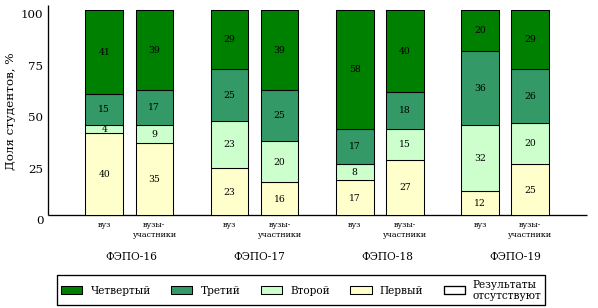 Доля студентов, %
100
75
50
25
0
41
15
4
40
39
17
9
35
29
25
23
23
39
25
20
16
58
17
8
17
40
18
15
27
20
36
32
12
29
26
20
25
вуз
вузы-
участники
вуз
вузы-
участники
вуз
вузы-
участники
вуз
вузы-
участники
ФЭПО-16
ФЭПО-17
ФЭПО-18
ФЭПО-19
Четвертый
Третий
Второй
Первый
Результаты
отсутствуют